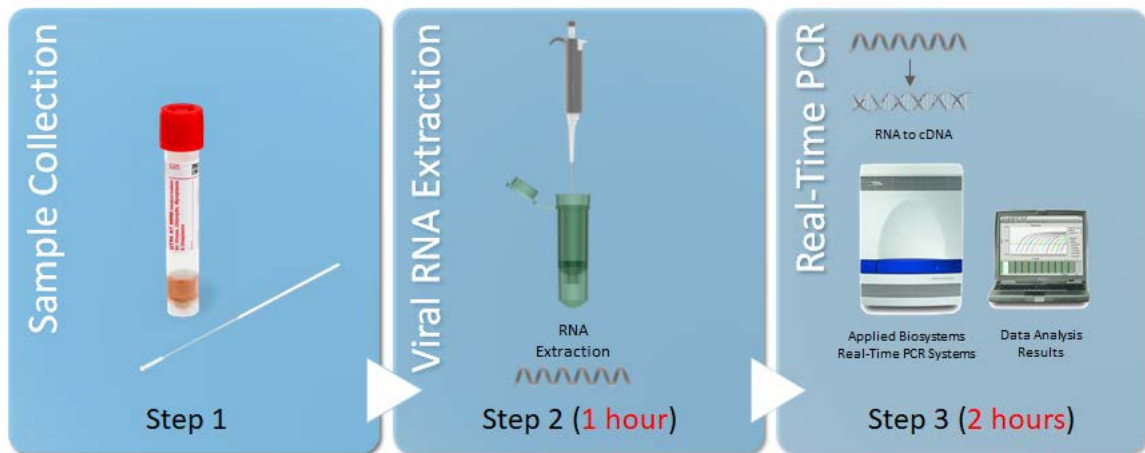 Sample Collection
Step 1
Viral RNA Extraction
RNA
Extraction
Step 2 (1 hour)
Real-Time PCR
RNA to cDNA
Applied Biosystems
Real-Time PCR Systems
Data Analysis
Results
Step 3 (2 hours)